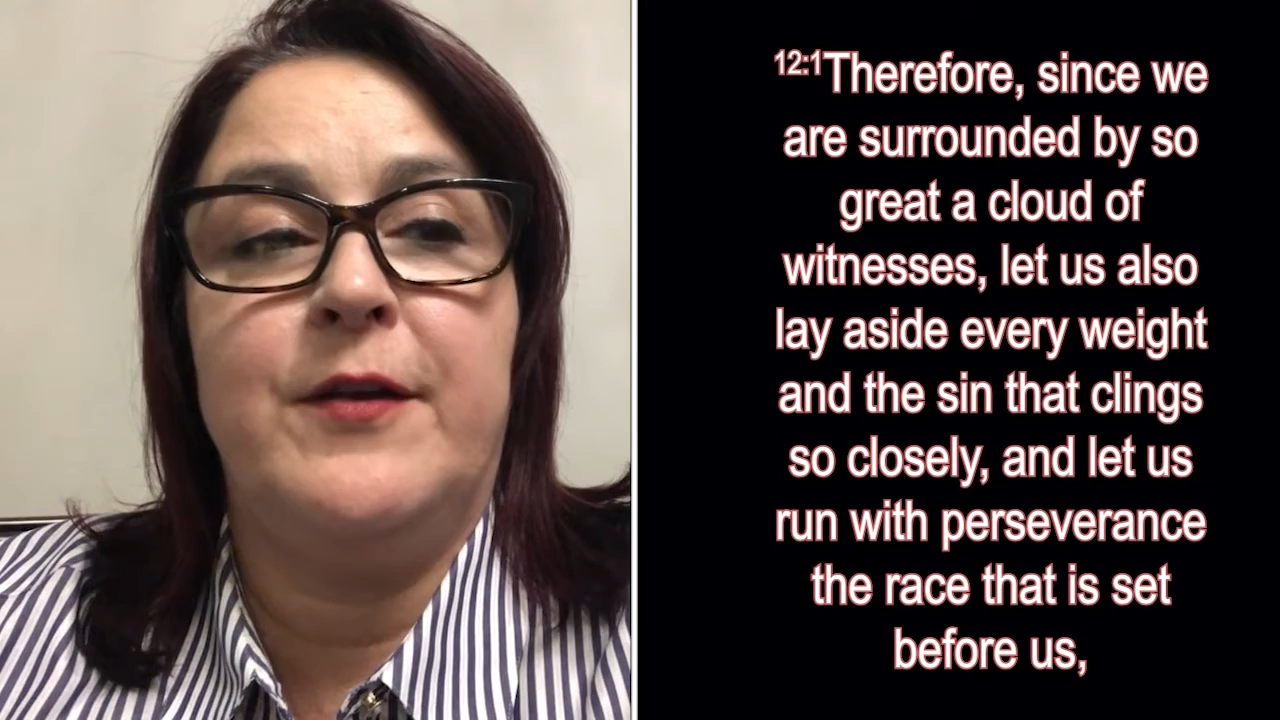 12:1Therefore, since we
are surrounded by so
great a cloud of
witnesses, let us also
lay aside every weight
and the sin that clings
so closely, and let us
run with perseverance
the race that is set
before us,